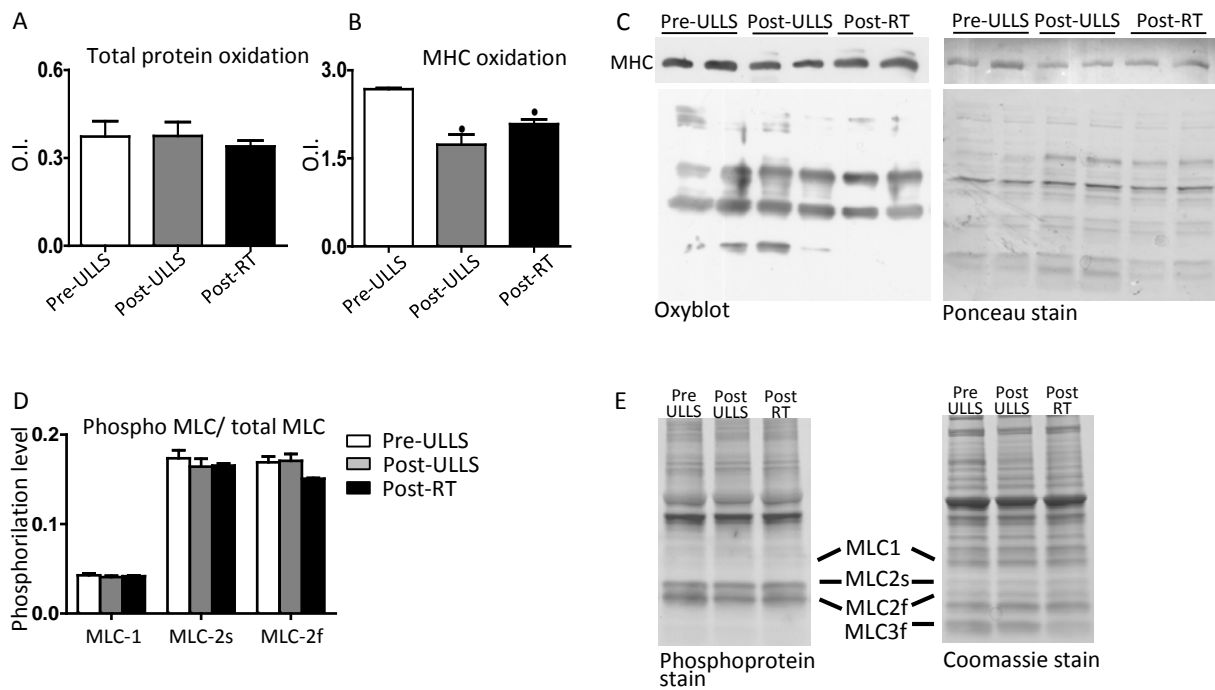 A
Total protein oxidation
O.I.
0.6
0.3
0.0
Pre-ULLS
Post-ULLS
Post-RT
B
MHC oxidation
O.I.
3.0
1.5
0.0
Pre-ULLS
Post-ULLS
Post-RT
C
Pre-ULLS Post-ULLS Post-RT
Pre-ULLS Post-ULLS Post-RT
MHC
Oxyblot
Ponceau stain
D
Phospho MLC/ total MLC
Phosphorilation level
0.2
0.1
0.0
MLC-1 MLC-2s MLC-2f
Pre-ULLS
Post-ULLS
Post-RT
E
Pre Post Post
ULLS ULLS RT
Pre Post Post
ULLS ULLS RT
MLC1
MLC2s
MLC2f
MLC3f
Phosphoprotein
stain
Coomassie stain